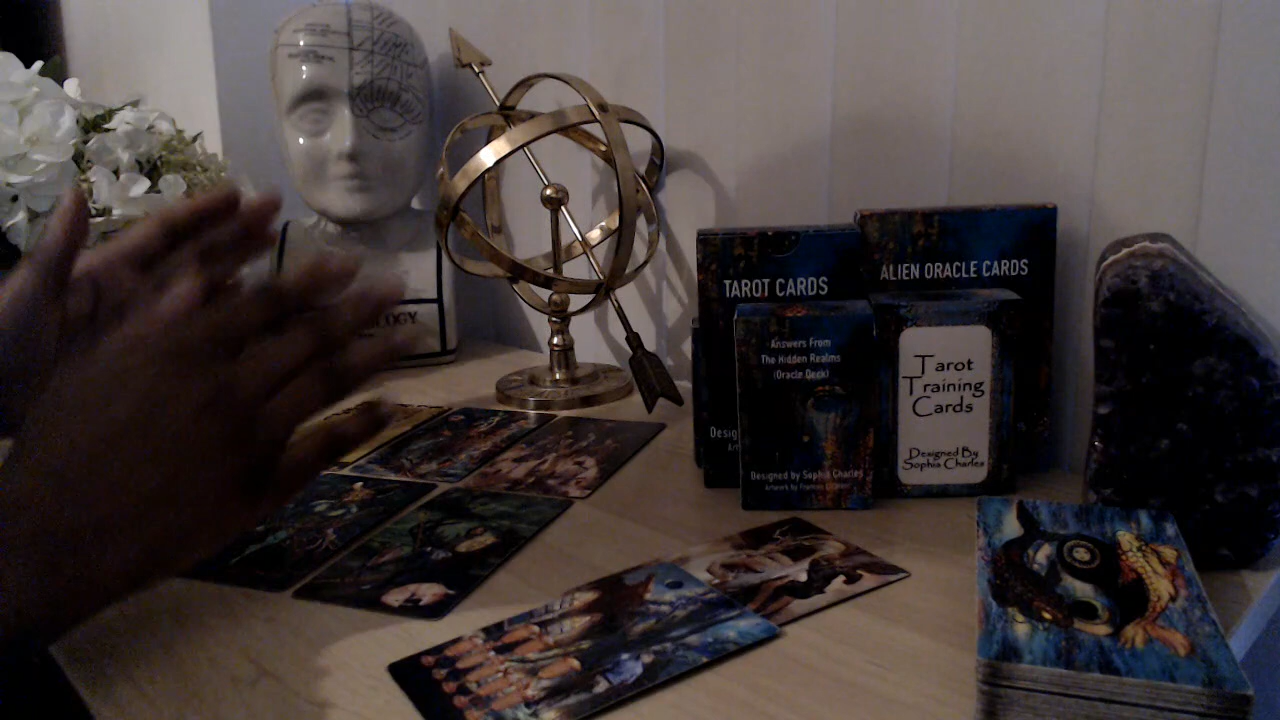 TAROT CARDS
ALIEN ORACLE CARDS
Answers From
The Hidden Realms
(Oracle Deck)
Designed by Sophia Charles
Tarot
Training
Cards
Designed By
Sophia Charles